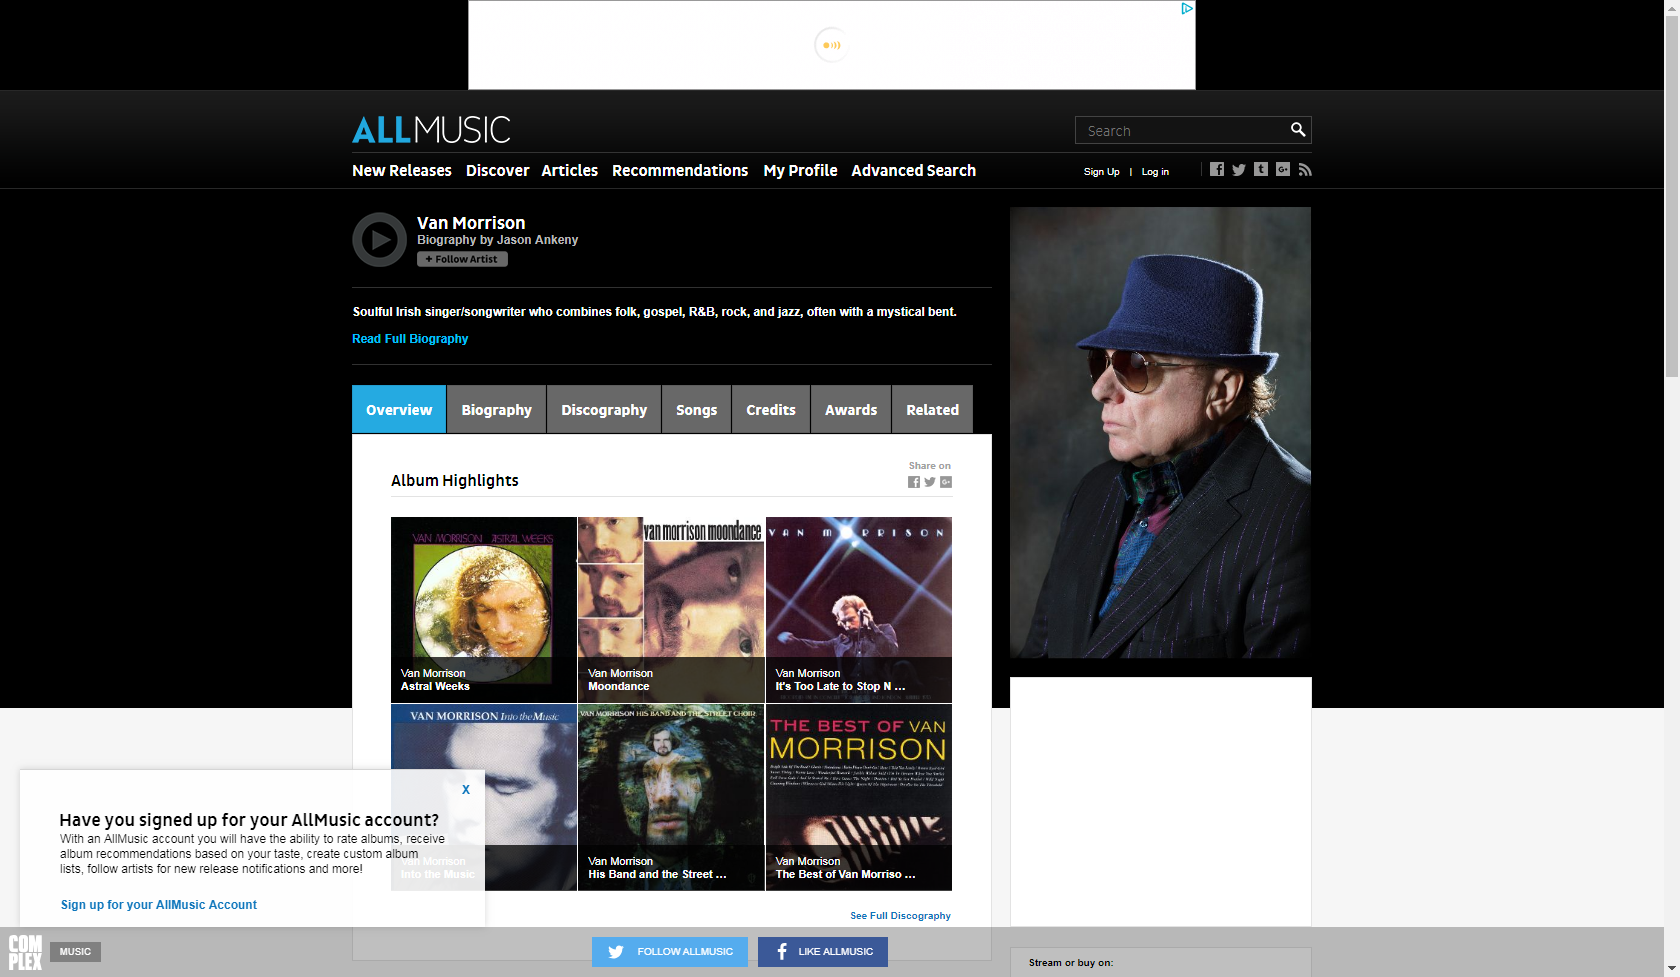 ALLMUSIC
Search
New Releases Discover Articles Recommendations My Profile Advanced Search
Sign Up | Log in
Van Morrison
Biography by Jason Ankeny
+ Follow Artist
Soulful Irish singer/songwriter who combines folk, gospel, R&B, rock, and jazz, often with a mystical bent.
Read Full Biography
Overview Biography Discography Songs Credits Awards Related
Share on
Album Highlights
VAN MORRISON ASTRAL WEEKS
van morrison moondance
VAN MORRISON
Van Morrison
Astral Weeks
Van Morrison
Moondance
Van Morrison
It's Too Late to Stop N ...
VAN MORRISON Into the Music
VAN MORRISON HIS BAND AND THE STREET CHOIR
THE BEST OF VAN
MORRISON
Van Morrison
Into the Music
Van Morrison
His Band and the Street ...
Van Morrison
The Best of Van Morriso ...
See Full Discography
X
Have you signed up for your AllMusic account?
With an AllMusic account you will have the ability to rate albums, receive
album recommendations based on your taste, create custom album
lists, follow artists for new release notifications and more!
Sign up for your AllMusic Account
COM
PLEX
MUSIC
FOLLOW ALLMUSIC
LIKE ALLMUSIC
Stream or buy on: